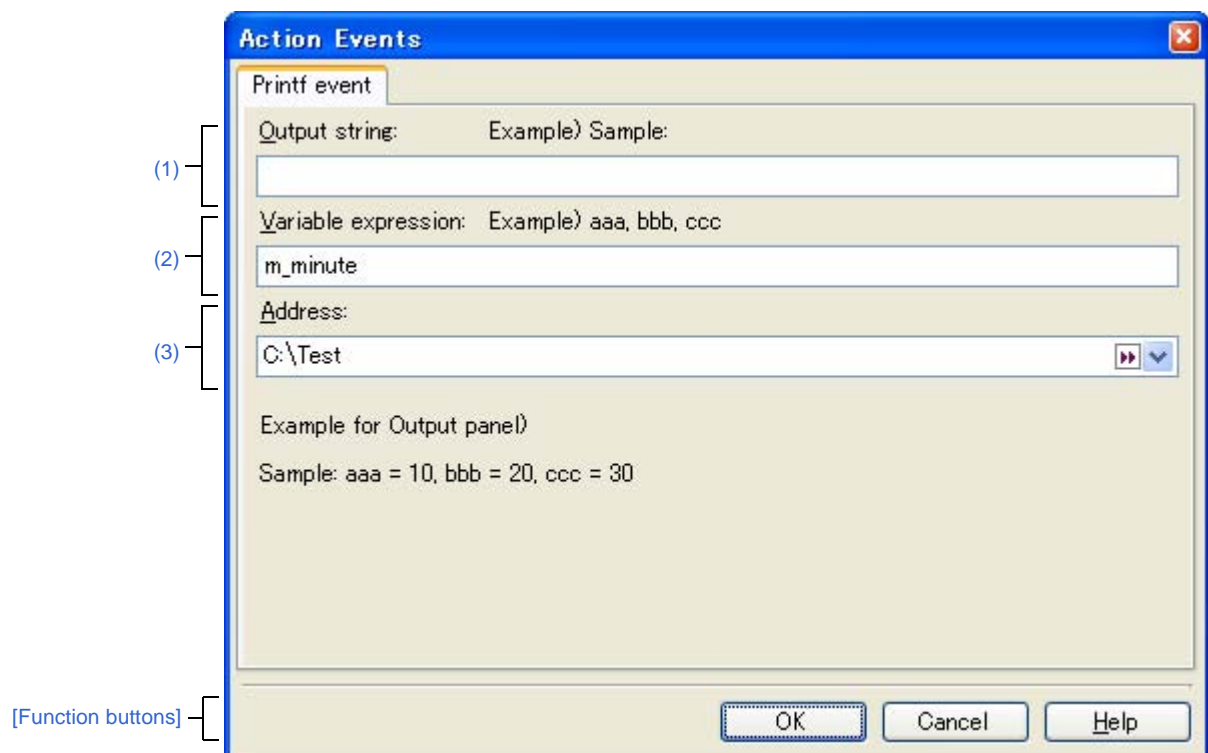 Action Events
Printf event
(1)
Output string: Example) Sample:
(2)
Variable expression: Example) aaa, bbb, ccc
m_minute
(3)
Address:
C:\Test
Example for Output panel)
Sample: aaa = 10, bbb = 20, ccc = 30
[Function buttons]
OK Cancel Help